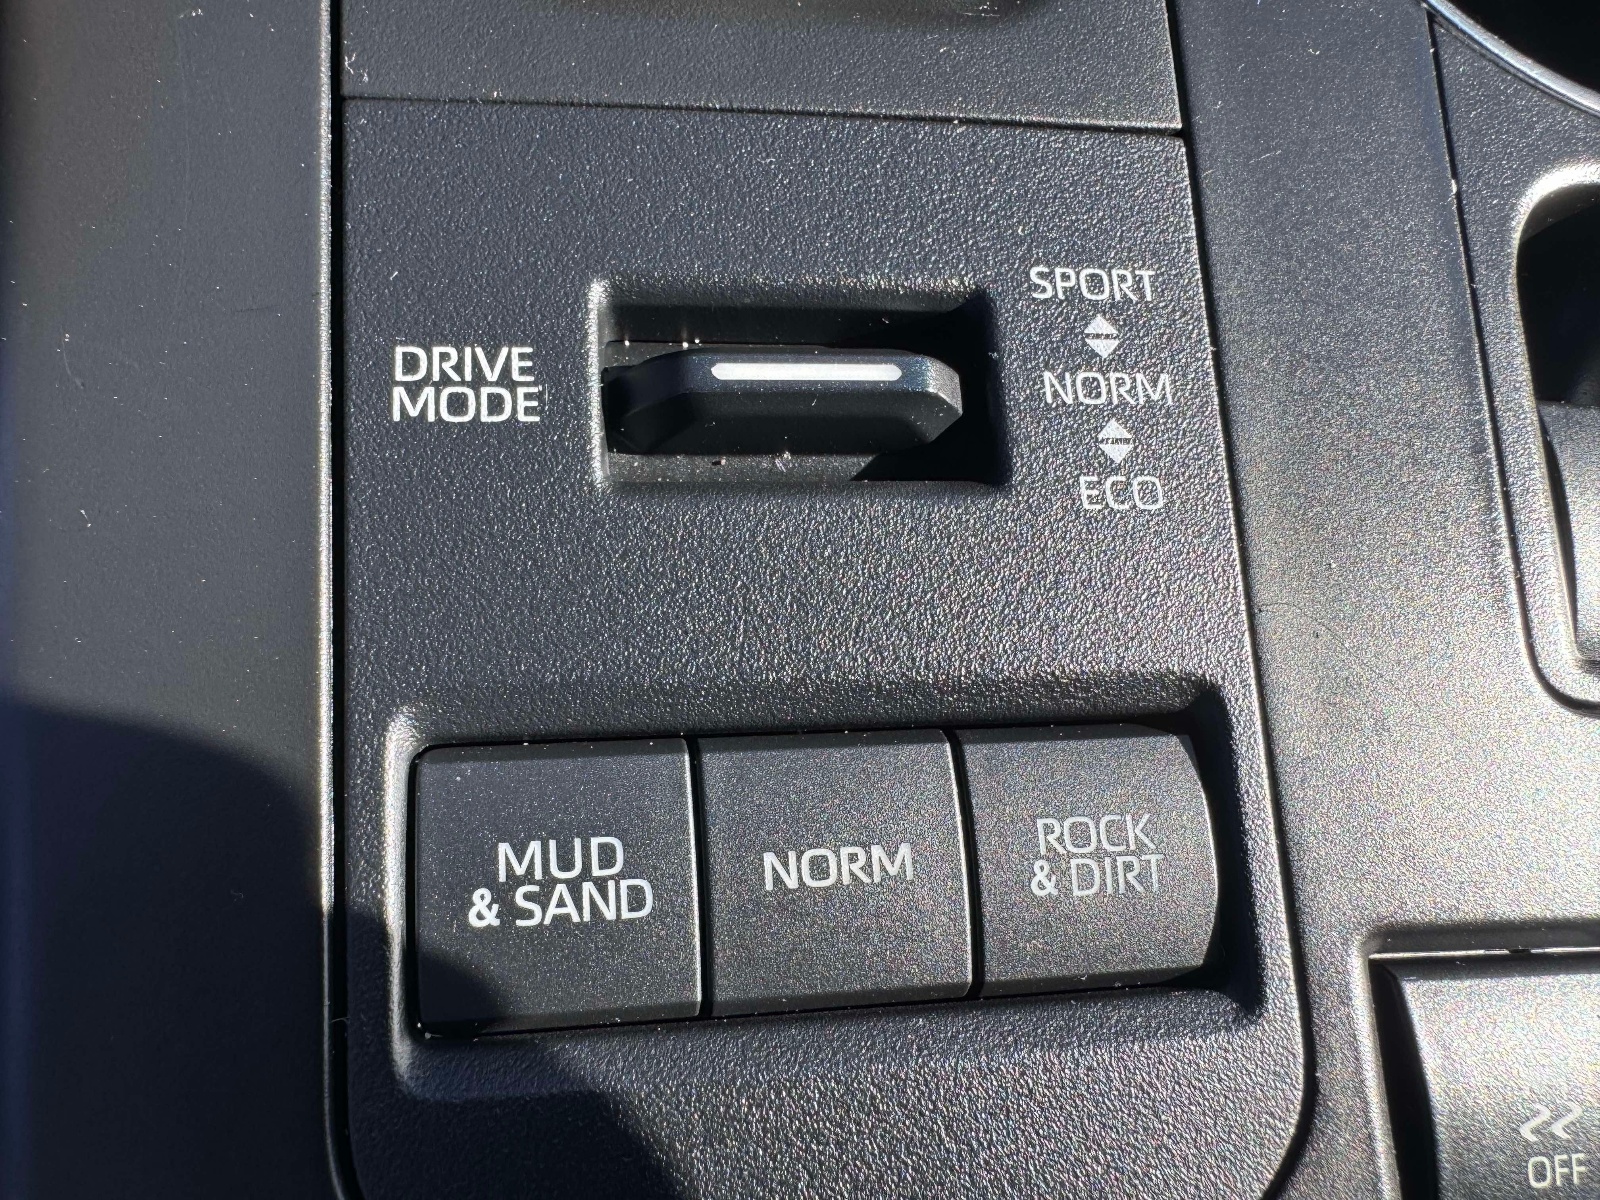 DRIVE
MODE
SPORT
NORM
ECO
MUD
& SAND
NORM
ROCK
& DIRT
OFF